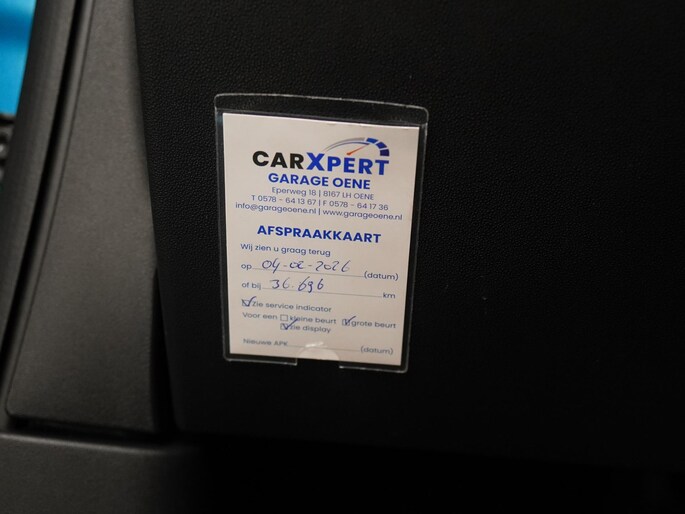 CARXPERT
GARAGE OENE
Eperweg 18 | 8167 LH OENE
T 0578 - 64 13 67 | F 0578 - 64 17 36
info@garageoene.nl | www.garageoene.nl
AFSPRAAKKAART
Wij zien u graag terug
op 04-02-2026 (datum)
of bij 36.696 km
Zie service indicator
Voor een kleine beurt grote beurt
Zie display
Nieuwe APK (datum)